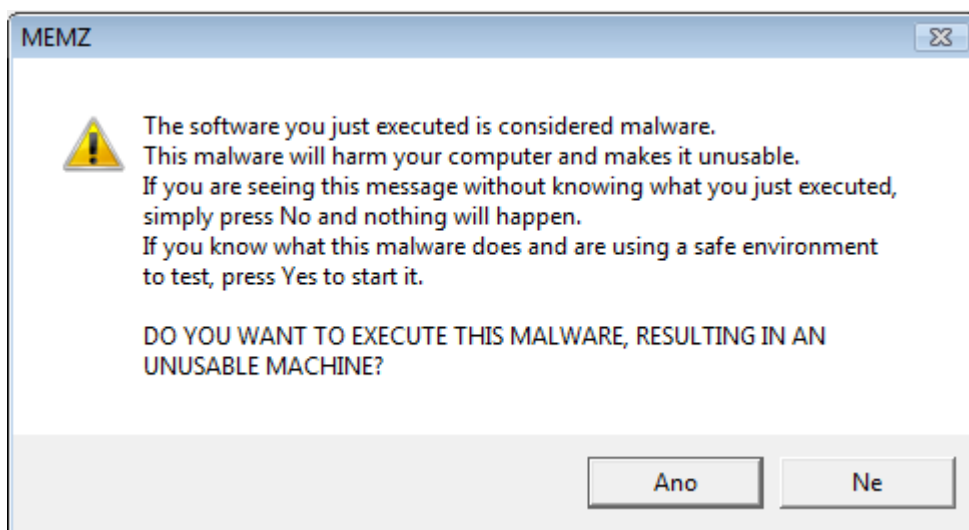 MEMZ
The software you just executed is considered malware.
This malware will harm your computer and makes it unusable.
If you are seeing this message without knowing what you just executed,
simply press No and nothing will happen.
If you know what this malware does and are using a safe environment
to test, press Yes to start it.
DO YOU WANT TO EXECUTE THIS MALWARE, RESULTING IN AN
UNUSABLE MACHINE?
Ano Ne